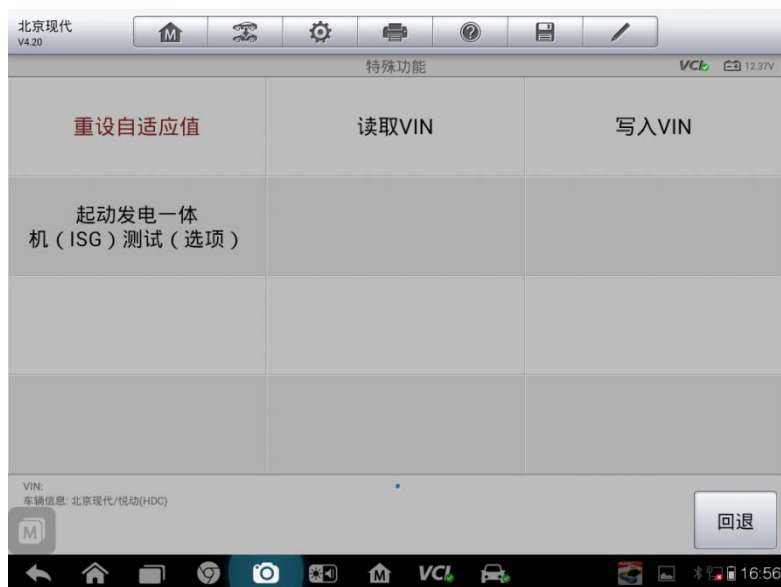 北京现代
V4.20
M
特殊功能
VCI
12.37V
重设自适应值
读取VIN
写入VIN
起动发电一体
机（ISG）测试（选项）
VIN:
车辆信息: 北京现代/悦动(HDC)
M
回退
M
VCI
16:56